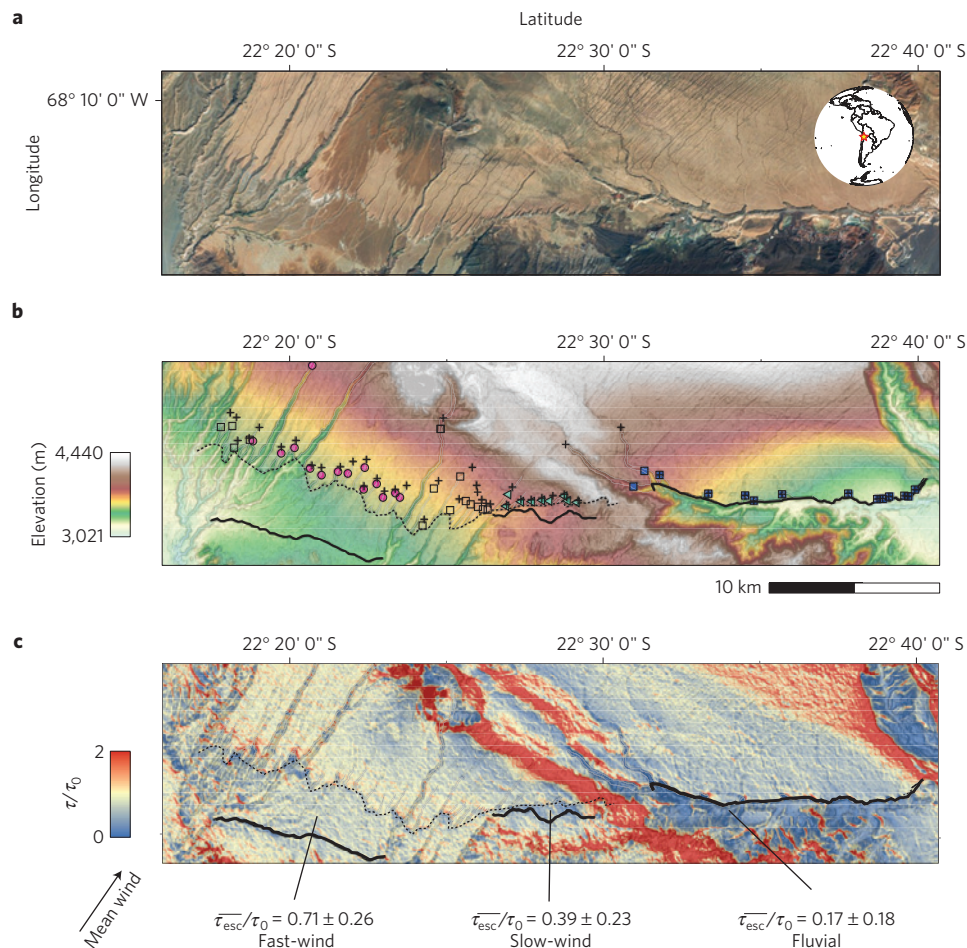 a
Latitude
22° 20' 0" S
22° 30' 0" S
22° 40' 0" S
68° 10' 0" W
Longitude
b
22° 20' 0" S
22° 30' 0" S
22° 40' 0" S
Elevation (m)
4,440
3,021
10 km
c
22° 20' 0" S
22° 30' 0" S
22° 40' 0" S
τ/τ₀
2
0
Mean wind
τ̅e̅s̅c̅/τ₀ = 0.71 ± 0.26
Fast-wind
τ̅e̅s̅c̅/τ₀ = 0.39 ± 0.23
Slow-wind
τ̅e̅s̅c̅/τ₀ = 0.17 ± 0.18
Fluvial